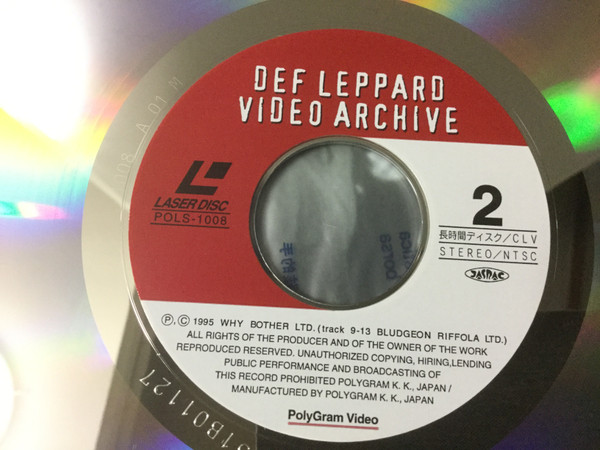 DEF LEPPARD
VIDEO ARCHIVE
LASER DISC
POLS-1008
2
長時間ディスク/CLV
STEREO/NTSC
JASRAC
Ⓟ,Ⓒ 1995 WHY BOTHER LTD. (track 9-13 BLUDGEON RIFFOLA LTD.)
ALL RIGHTS OF THE PRODUCER AND OF THE OWNER OF THE WORK
REPRODUCED RESERVED. UNAUTHORIZED COPYING, HIRING,LENDING
PUBLIC PERFORMANCE AND BROADCASTING OF
THIS RECORD PROHIBITED POLYGRAM K. K., JAPAN /
MANUFACTURED BY POLYGRAM K. K., JAPAN
PolyGram Video